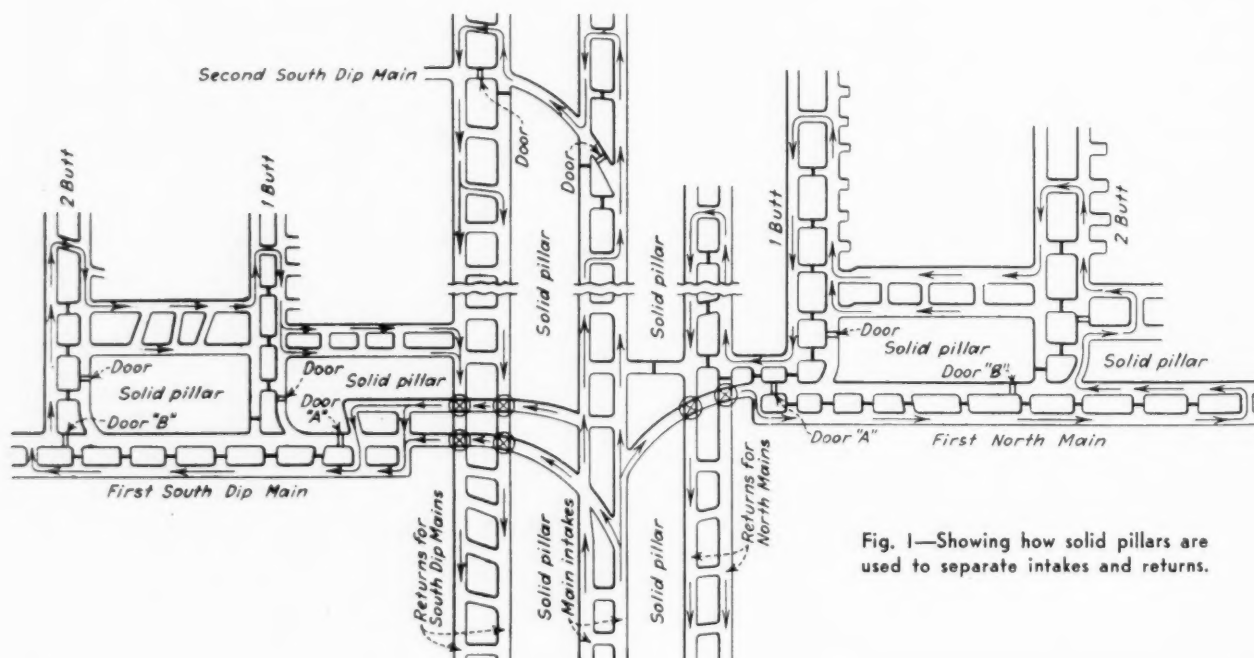 Second South Dip Main
Door
Door
2 Butt
1 Butt
Solid pillar
Solid pillar
1 Butt
2 Butt
Door
Door
Solid pillar
Solid pillar
Door "A"
Door "B"
First South Dip Main
Door
Solid pillar
Door "B"
Solid pillar
Door "A"
First North Main
Returns for
South Dip Mains
Solid pillar
Main intakes
Solid pillar
Returns for
North Mains
Fig. 1—Showing how solid pillars are
used to separate intakes and returns.